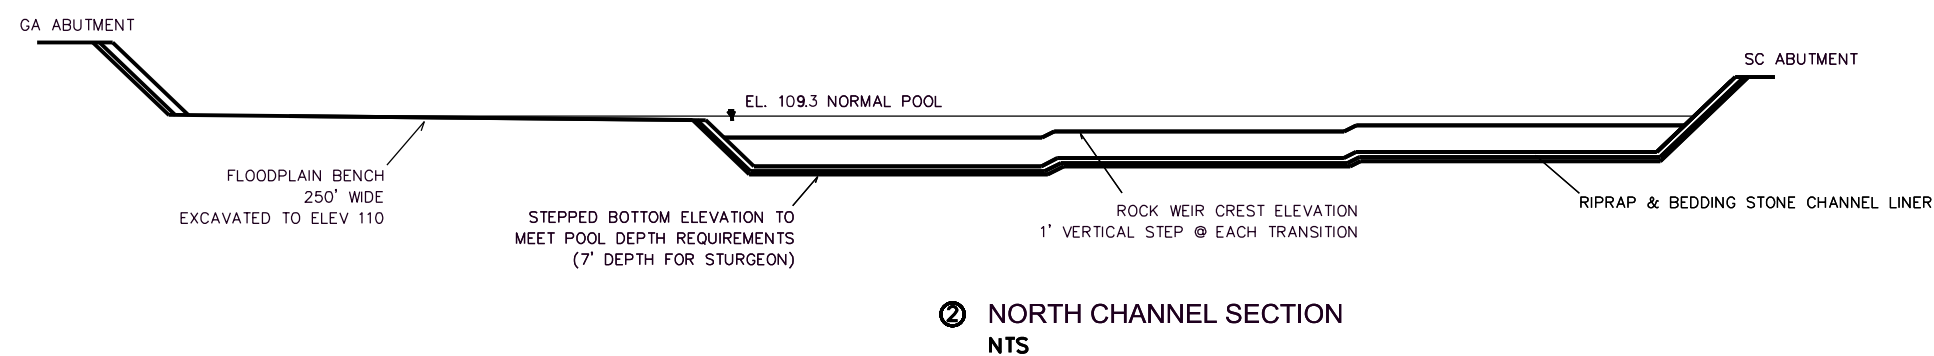 GA ABUTMENT
SC ABUTMENT
EL. 109.3 NORMAL POOL
FLOODPLAIN BENCH
250' WIDE
EXCAVATED TO ELEV 110
STEPPED BOTTOM ELEVATION TO
MEET POOL DEPTH REQUIREMENTS
(7' DEPTH FOR STURGEON)
ROCK WEIR CREST ELEVATION
1' VERTICAL STEP @ EACH TRANSITION
RIPRAP & BEDDING STONE CHANNEL LINER
2 NORTH CHANNEL SECTION
NTS